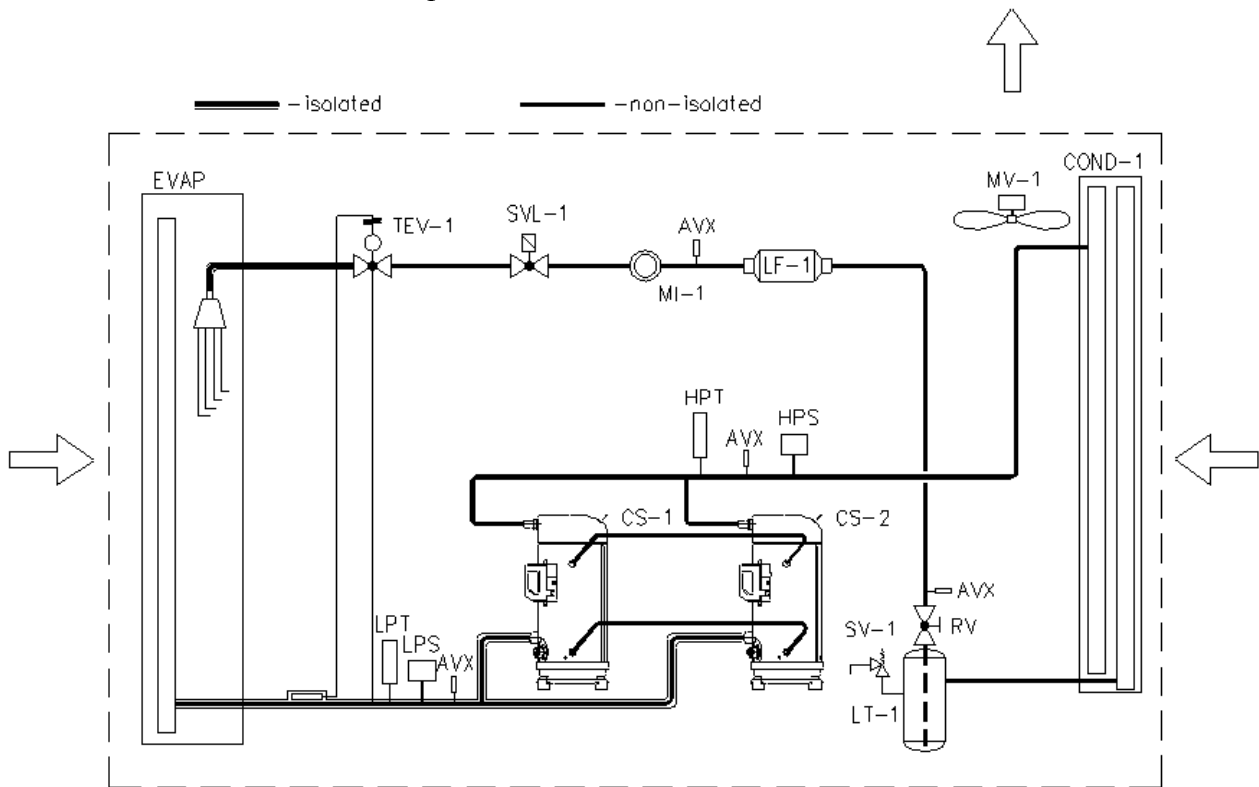 -isolated
-non-isolated
COND-1
EVAP
MV-1
TEV-1
SVL-1
AVX
LF-1
MI-1
HPT
AVX
HPS
CS-1
CS-2
AVX
LPT
LPS
AVX
SV-1
RV
LT-1